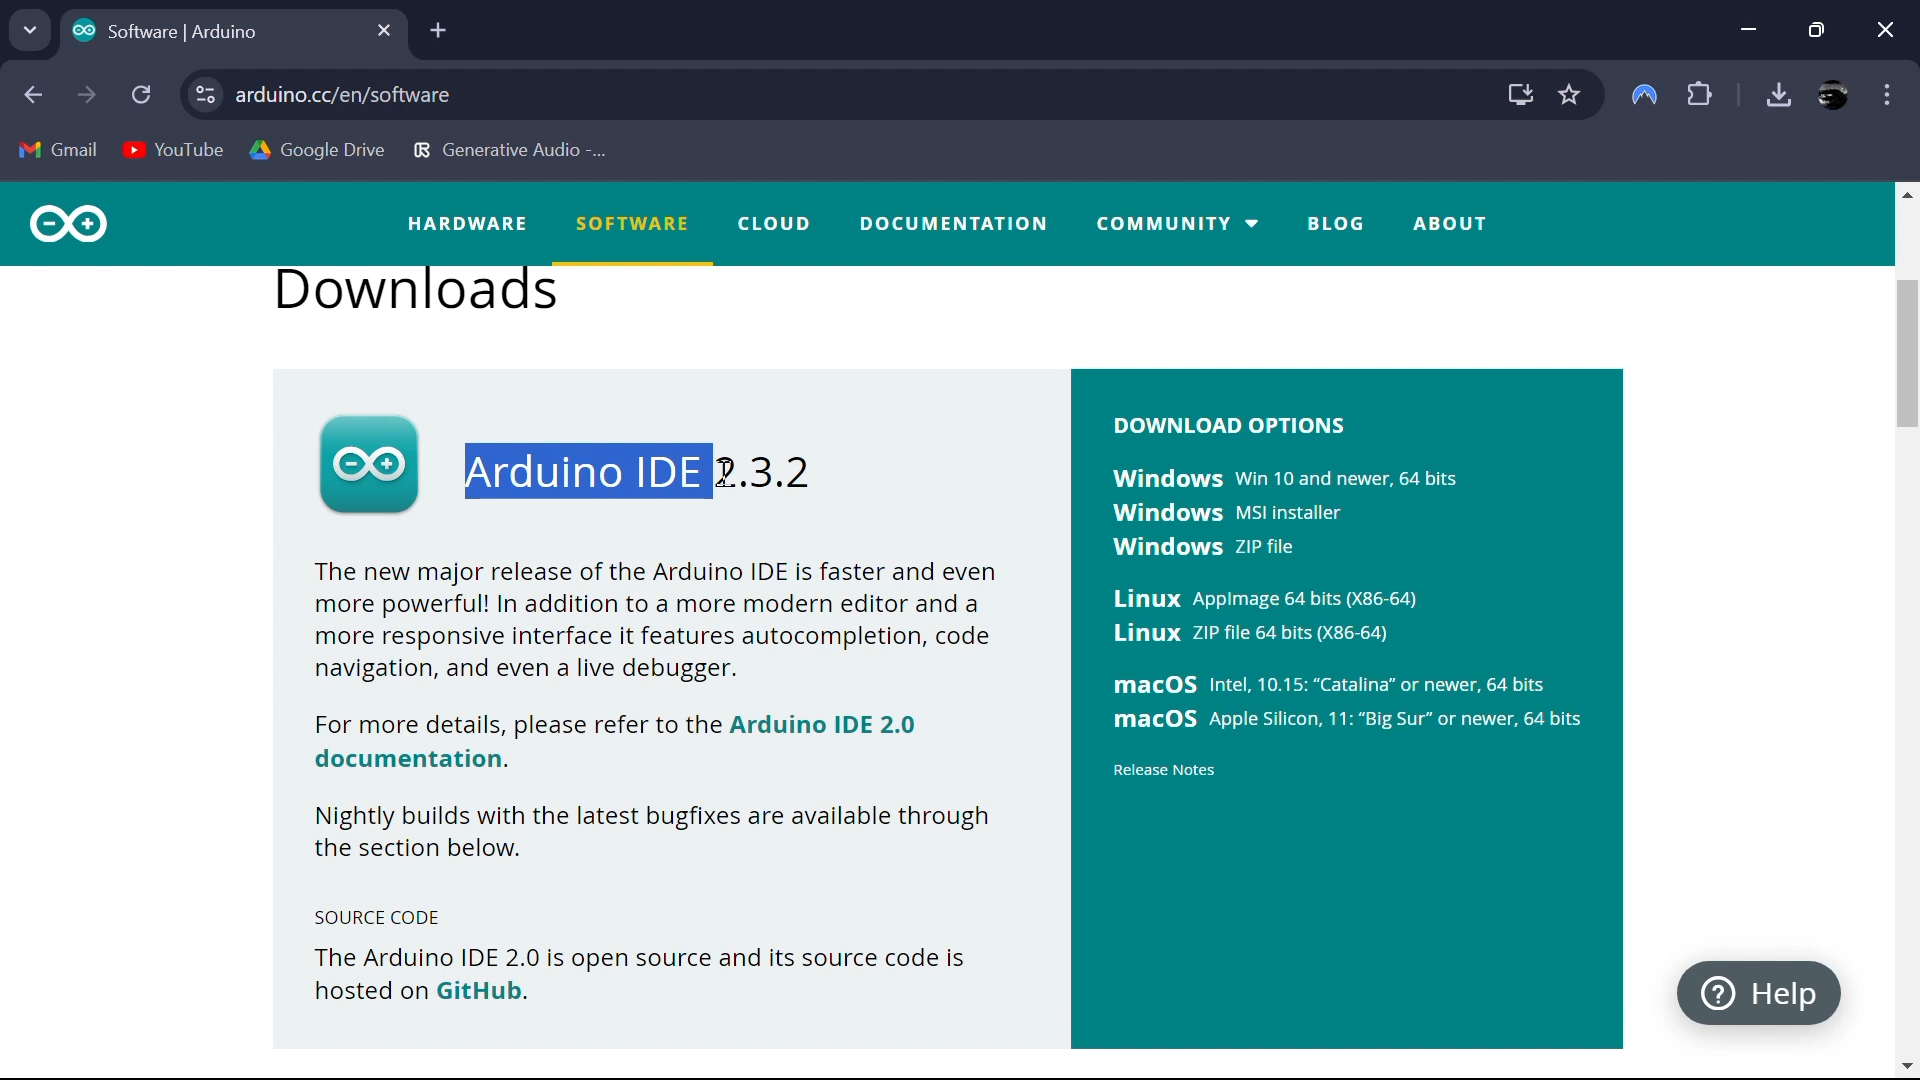 Software | Arduino
arduino.cc/en/software
Gmail YouTube Google Drive Generative Audio -...
HARDWARE SOFTWARE CLOUD DOCUMENTATION COMMUNITY BLOG ABOUT
Downloads
Arduino IDE 2.3.2
The new major release of the Arduino IDE is faster and even
more powerful! In addition to a more modern editor and a
more responsive interface it features autocompletion, code
navigation, and even a live debugger.
For more details, please refer to the Arduino IDE 2.0
documentation.
Nightly builds with the latest bugfixes are available through
the section below.
SOURCE CODE
The Arduino IDE 2.0 is open source and its source code is
hosted on GitHub.
DOWNLOAD OPTIONS
Windows Win 10 and newer, 64 bits
Windows MSI installer
Windows ZIP file
Linux AppImage 64 bits (X86-64)
Linux ZIP file 64 bits (X86-64)
macOS Intel, 10.15: “Catalina” or newer, 64 bits
macOS Apple Silicon, 11: “Big Sur” or newer, 64 bits
Release Notes
Help